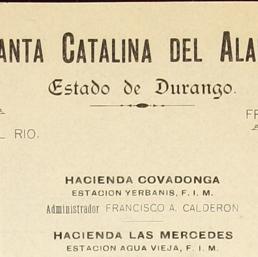 ANTA CATALINA DEL ALA
Estado de Durango.
FR
L RIO.
HACIENDA COVADONGA
ESTACION YERBANIS, F. I. M.
Administrador FRANCISCO A. CALDERON
HACIENDA LAS MERCEDES
ESTACION AGUA VIEJA, F. I. M.